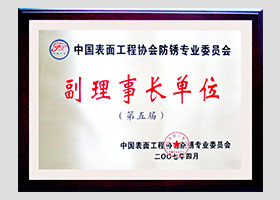 中国表面工程协会防锈专业委员会
副理事长单位
（第五届）
中国表面工程协会防锈专业委员会
二〇〇七年四月